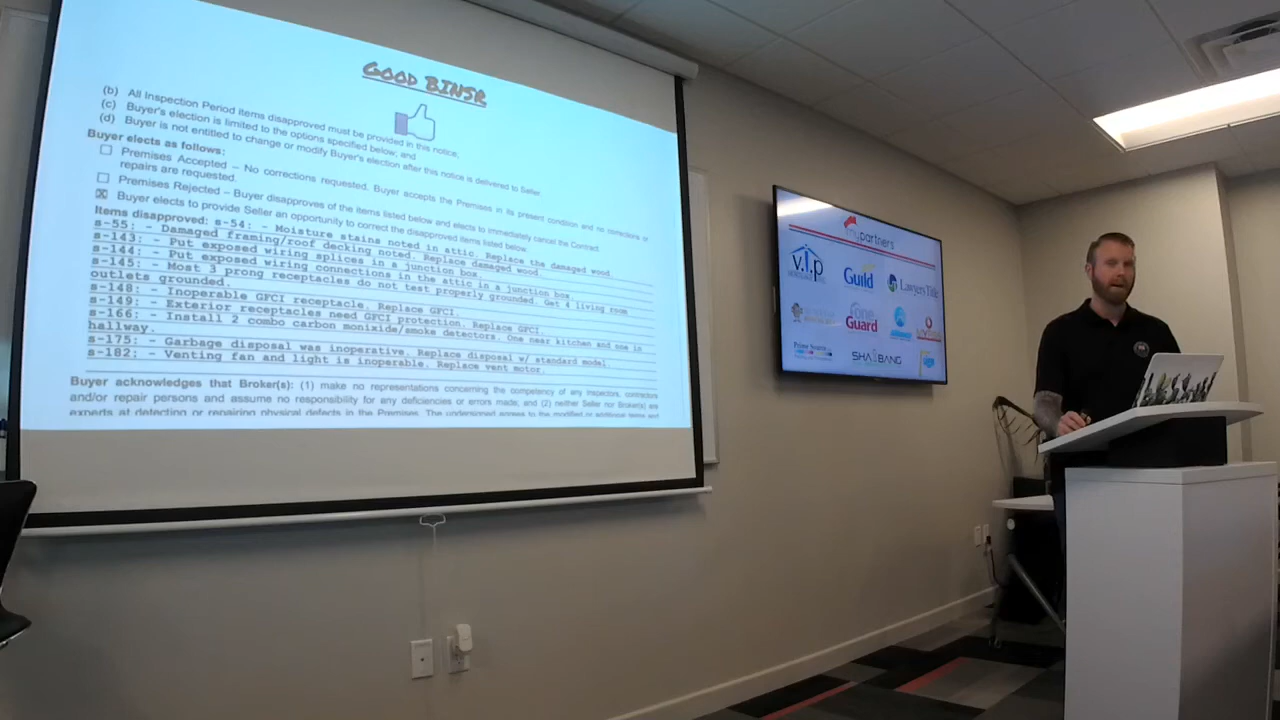 GOOD BINSR
(b) All Inspection Period Items disapproved must be provided in this notice;
(c) Buyer's election is limited to the options specified below; and
(d) Buyer is not entitled to change or modify Buyer's election after this notice is delivered to Seller.
Buyer elects as follows:
Premises Accepted – No corrections requested. Buyer accepts the Premises in its present condition and no corrections or
repairs are requested.
Premises Rejected – Buyer disapproves of the items listed below and elects to immediately cancel the Contract.
Buyer elects to provide Seller an opportunity to correct the disapproved items listed below.
Items disapproved: s-54: - Moisture stains noted in attic. Replace the damaged wood.
s-55: - Damaged framing/roof decking noted. Replace damaged wood.
s-143: - Put exposed wiring splices in a junction box.
s-144: - Put exposed wiring connections in the attic in a junction box.
s-145: - Most 3 prong receptacles do not test properly grounded. Get 4 living room
outlets grounded.
s-148: - Inoperable GFCI receptacle. Replace GFCI.
s-149: - Exterior receptacles need GFCI protection. Replace GFCI.
s-166: - Install 2 combo carbon monixide/smoke detectors. One near kitchen and one in
hallway.
s-175: - Garbage disposal was inoperative. Replace disposal w/ standard model.
s-182: - Venting fan and light is inoperable. Replace vent motor.
Buyer acknowledges that Broker(s): (1) make no representations concerning the competency of any inspectors, contractors
and/or repair persons and assume no responsibility for any deficiencies or errors made; and (2) neither Seller nor Broker(s) are
experts at detecting or repairing physical defects in the Premises. The undersigned agrees to the modified or additional terms and
mypartners
v.i.p
Guild
Lawyers Title
Guard
SHABANG